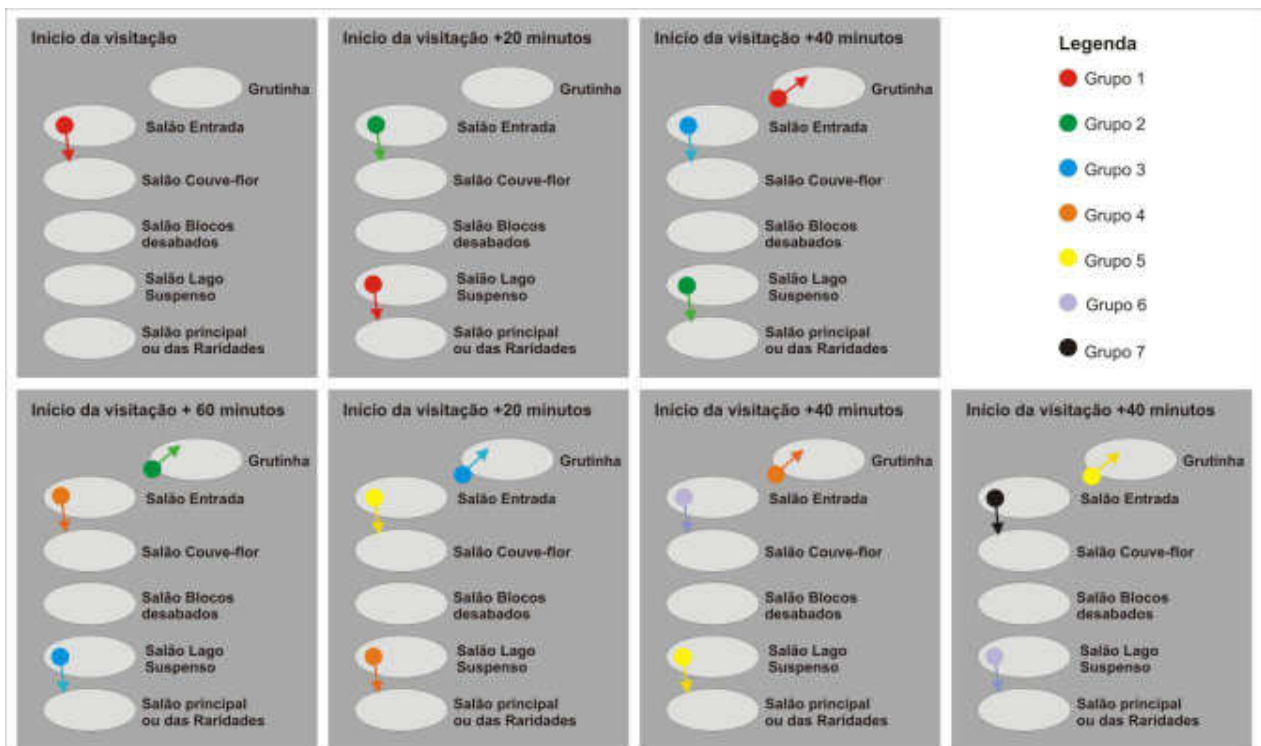 Início da visitação
Grutinha
Salão Entrada
Salão Couve-flor
Salão Blocos
desabados
Salão Lago
Suspenso
Salão principal
ou das Raridades
Início da visitação +20 minutos
Grutinha
Salão Entrada
Salão Couve-flor
Salão Blocos
desabados
Salão Lago
Suspenso
Salão principal
ou das Raridades
Início da visitação +40 minutos
Grutinha
Salão Entrada
Salão Couve-flor
Salão Blocos
desabados
Salão Lago
Suspenso
Salão principal
ou das Raridades
Legenda
Grupo 1
Grupo 2
Grupo 3
Grupo 4
Grupo 5
Grupo 6
Grupo 7
Início da visitação + 60 minutos
Grutinha
Salão Entrada
Salão Couve-flor
Salão Blocos
desabados
Salão Lago
Suspenso
Salão principal
ou das Raridades
Início da visitação +20 minutos
Grutinha
Salão Entrada
Salão Couve-flor
Salão Blocos
desabados
Salão Lago
Suspenso
Salão principal
ou das Raridades
Início da visitação +40 minutos
Grutinha
Salão Entrada
Salão Couve-flor
Salão Blocos
desabados
Salão Lago
Suspenso
Salão principal
ou das Raridades
Início da visitação +40 minutos
Grutinha
Salão Entrada
Salão Couve-flor
Salão Blocos
desabados
Salão Lago
Suspenso
Salão principal
ou das Raridades